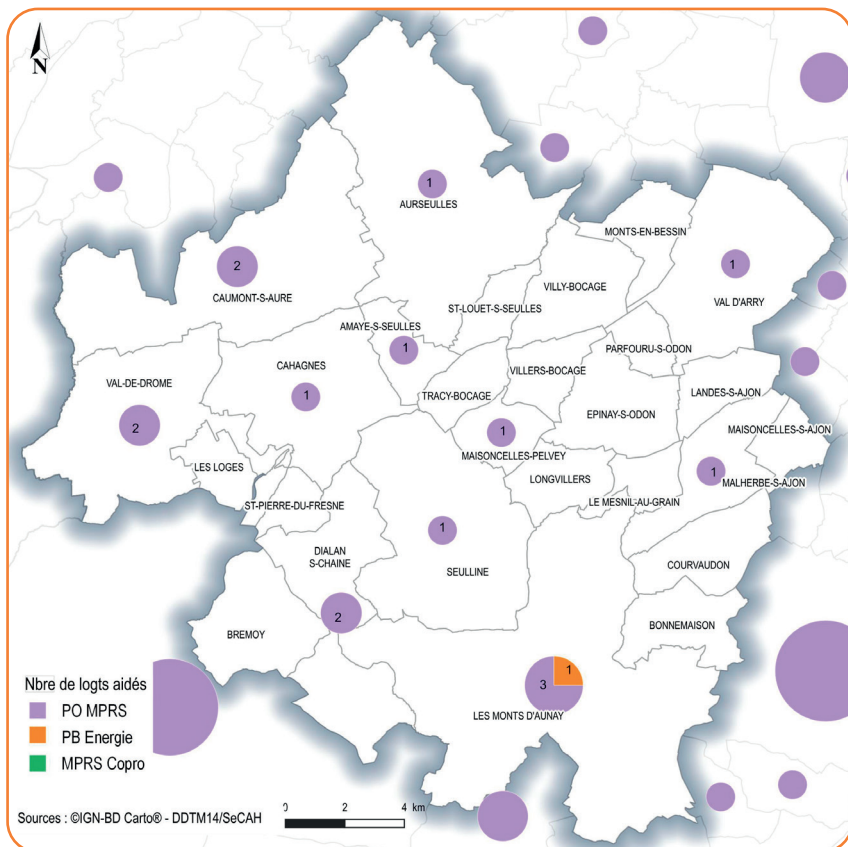 N
1
AURSEULLES
MONTS-EN-BESSIN
2
CAUMONT-S-AURE
1
VAL D'ARRY
VILLY-BOCAGE
ST-LOUET-S-SEULLES
AMAYE-S-SEULLES
1
PARFOURU-S-ODON
CAHAGNES
1
VILLERS-BOCAGE
VAL-DE-DROME
2
TRACY-BOCAGE
LANDES-S-AJON
EPINAY-S-ODON
MAISONCELLES-S-AJON
1
MAISONCELLES-PELVEY
LES LOGES
1
MALHERBE-S-AJON
LONGVILLERS
LE MESNIL-AU-GRAIN
ST-PIERRE-DU-FRESNE
1
SEULLINE
DIALAN
S-CHAINE
COURVAUDON
2
BREMOY
BONNEMAISON
3
1
LES MONTS D'AUNAY
Nbre de logts aidés
PO MPRS
PB Energie
MPRS Copro
Sources : ©IGN-BD Carto® - DDTM14/SeCAH
0 2 4 km